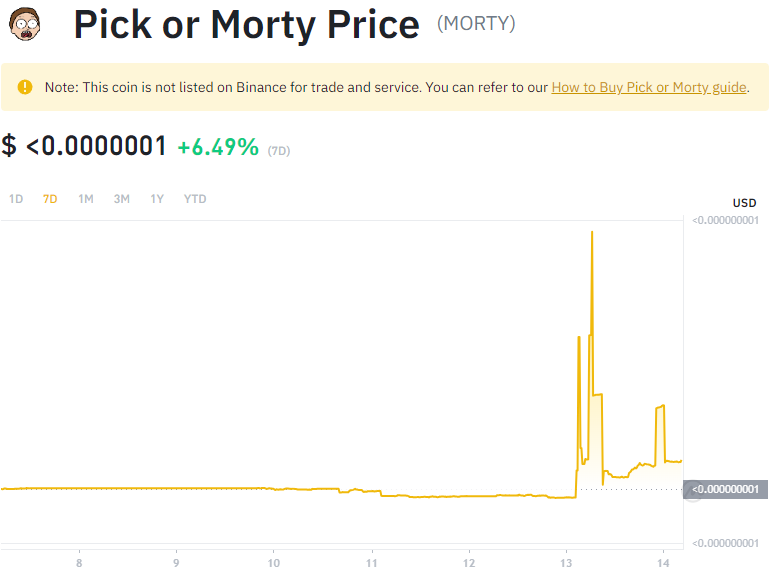 Pick or Morty Price (MORTY)
Note: This coin is not listed on Binance for trade and service. You can refer to our How to Buy Pick or Morty guide.
$ <0.0000001 +6.49% (7D)
1D 7D 1M 3M 1Y YTD
USD
<0.000000001
<0.000000001
<0.000000001
8 9 10 11 12 13 14